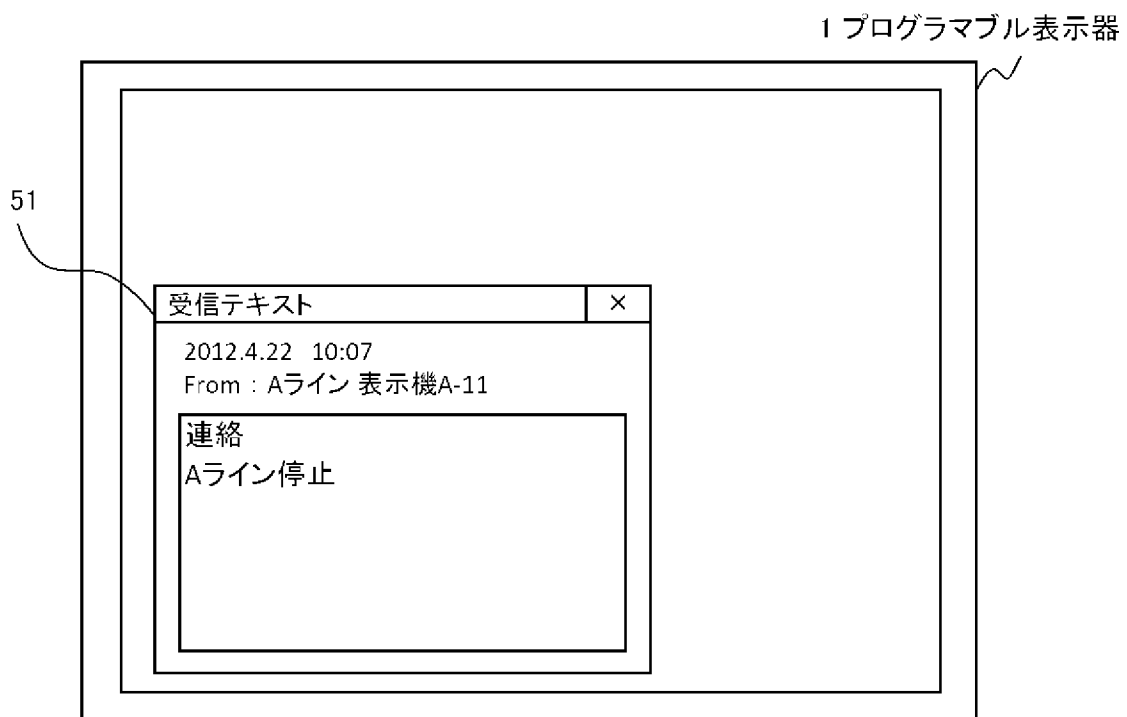 1 プログラマブル表示器
51
受信テキスト ×
2012.4.22 10:07
From : Aライン 表示機A-11
連絡
Aライン停止